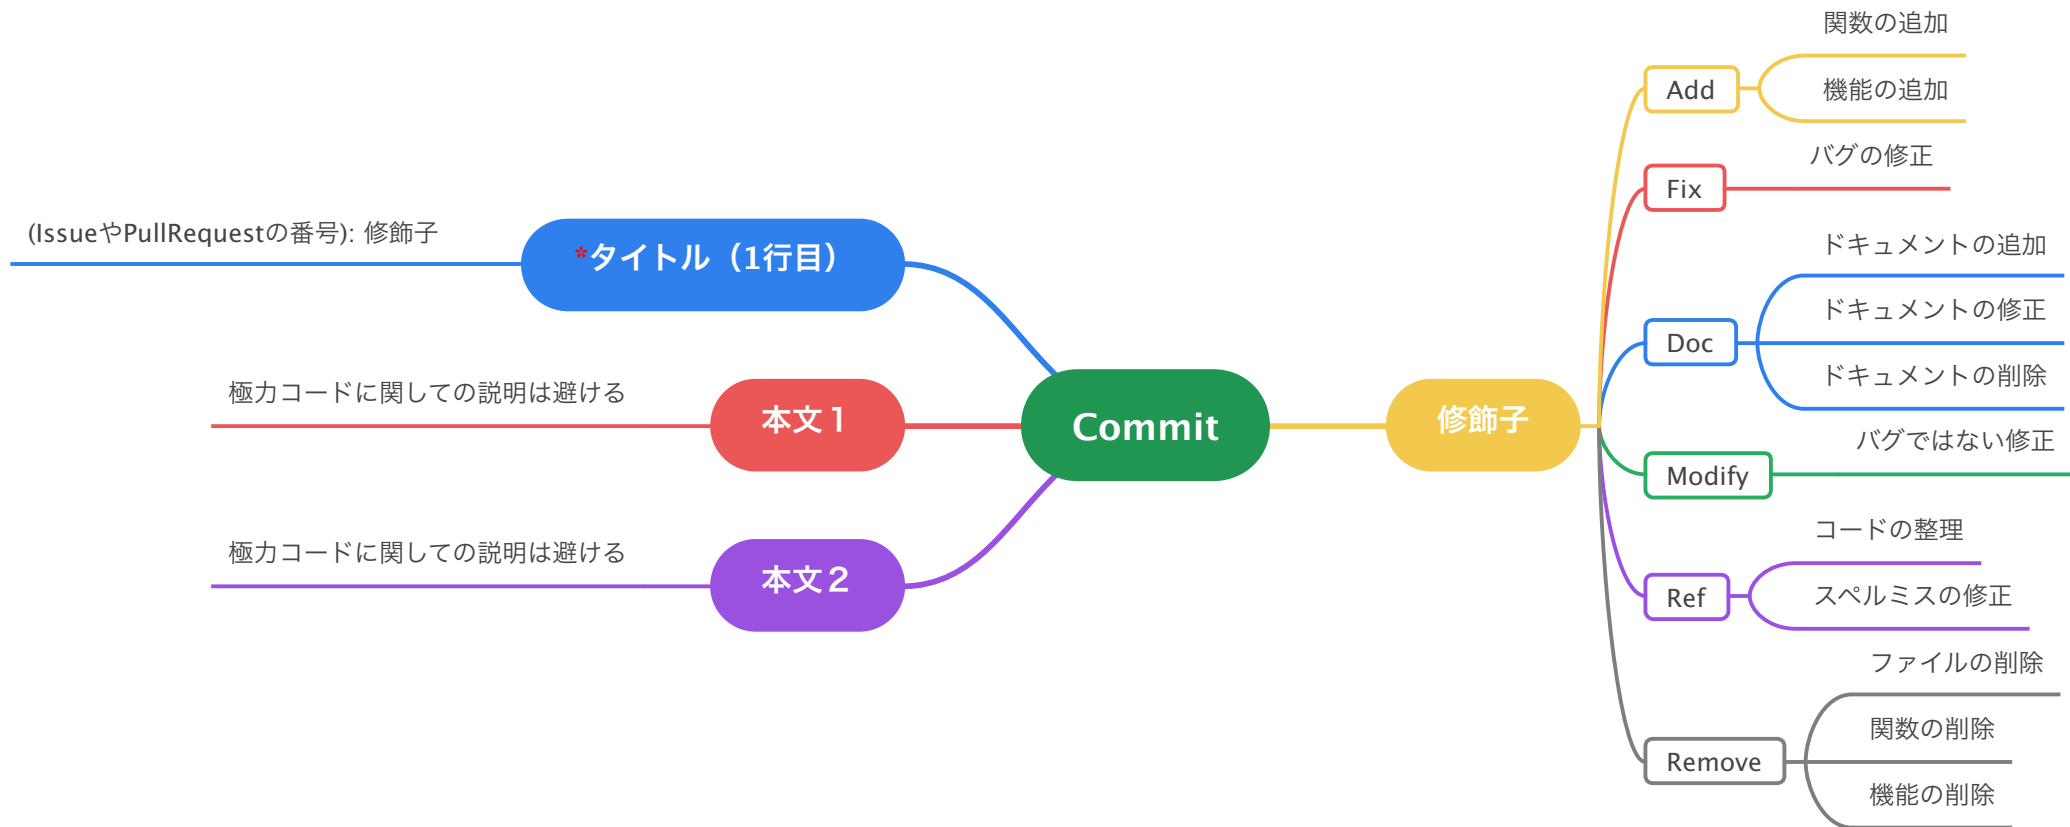 Commit
*タイトル（1行目）
(IssueやPullRequestの番号): 修飾子
本文１
極力コードに関しての説明は避ける
本文２
極力コードに関しての説明は避ける
修飾子
Add
関数の追加
機能の追加
Fix
バグの修正
Doc
ドキュメントの追加
ドキュメントの修正
ドキュメントの削除
Modify
バグではない修正
Ref
コードの整理
スペルミスの修正
Remove
ファイルの削除
関数の削除
機能の削除